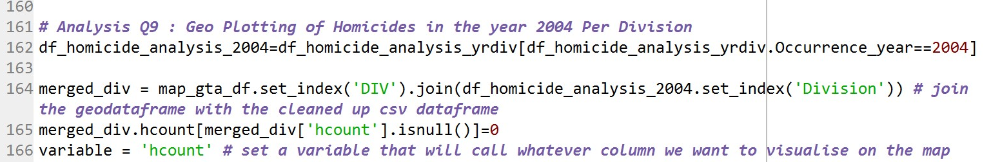 160
161 # Analysis Q9 : Geo Plotting of Homicides in the year 2004 Per Division
162 df_homicide_analysis_2004=df_homicide_analysis_yrdiv[df_homicide_analysis_yrdiv.Occurrence_year==2004]
163
164 merged_div = map_gta_df.set_index('DIV').join(df_homicide_analysis_2004.set_index('Division')) # join
the geodataframe with the cleaned up csv dataframe
165 merged_div.hcount[merged_div['hcount'].isnull()]=0
166 variable = 'hcount' # set a variable that will call whatever column we want to visualise on the map